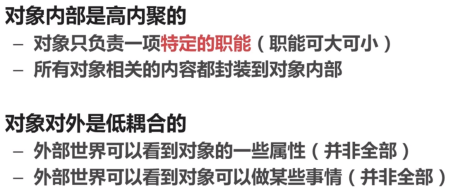 对象内部是高内聚的
– 对象只负责一项特定的职能（职能可大可小）
– 所有对象相关的内容都封装到对象内部
对象对外是低耦合的
– 外部世界可以看到对象的一些属性（并非全部）
– 外部世界可以看到对象可以做某些事情（并非全部）